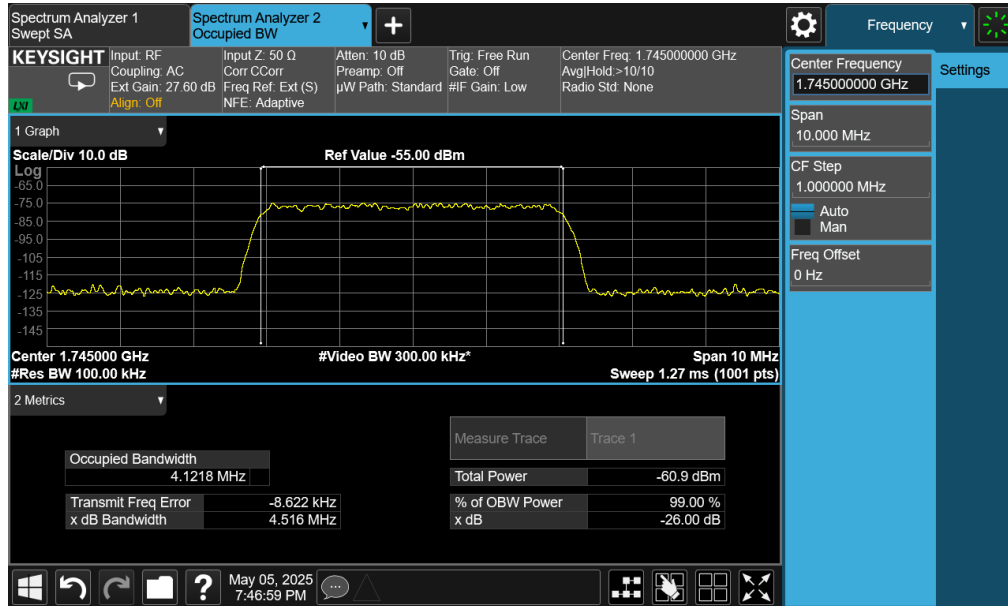 Spectrum Analyzer 1
Swept SA
Spectrum Analyzer 2
Occupied BW
Frequency
KEYSIGHT
LXI
Input: RF
Coupling: AC
Ext Gain: 27.60 dB
Align: Off
Input Z: 50 Ω
Corr CCorr
Freq Ref: Ext (S)
NFE: Adaptive
Atten: 10 dB
Preamp: Off
µW Path: Standard
Trig: Free Run
Gate: Off
#IF Gain: Low
Center Freq: 1.745000000 GHz
Avg|Hold:>10/10
Radio Std: None
Center Frequency
1.745000000 GHz
Settings
Span
10.000 MHz
CF Step
1.000000 MHz
Auto
Man
Freq Offset
0 Hz
1 Graph
Scale/Div 10.0 dB
Ref Value -55.00 dBm
Log
-65.0
-75.0
-85.0
-95.0
-105
-115
-125
-135
-145
Center 1.745000 GHz
#Video BW 300.00 kHz*
Span 10 MHz
#Res BW 100.00 kHz
Sweep 1.27 ms (1001 pts)
2 Metrics
Measure Trace
Trace 1
Occupied Bandwidth
4.1218 MHz
Total Power
-60.9 dBm
Transmit Freq Error
-8.622 kHz
% of OBW Power
99.00 %
x dB Bandwidth
4.516 MHz
x dB
-26.00 dB
?
May 05, 2025
7:46:59 PM